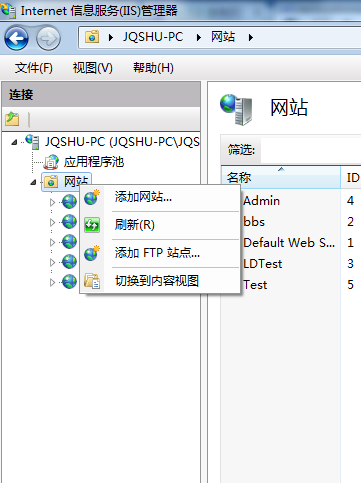 Internet 信息服务(IIS)管理器
JQSHU-PC 网站
文件(F) 视图(V) 帮助(H)
连接
JQSHU-PC (JQSHU-PC\JQS
应用程序池
网站
添加网站...
刷新(R)
添加 FTP 站点...
切换到内容视图
网站
筛选:
名称 ID
Admin 4
bbs 2
Default Web S... 1
LDTest 3
Test 5